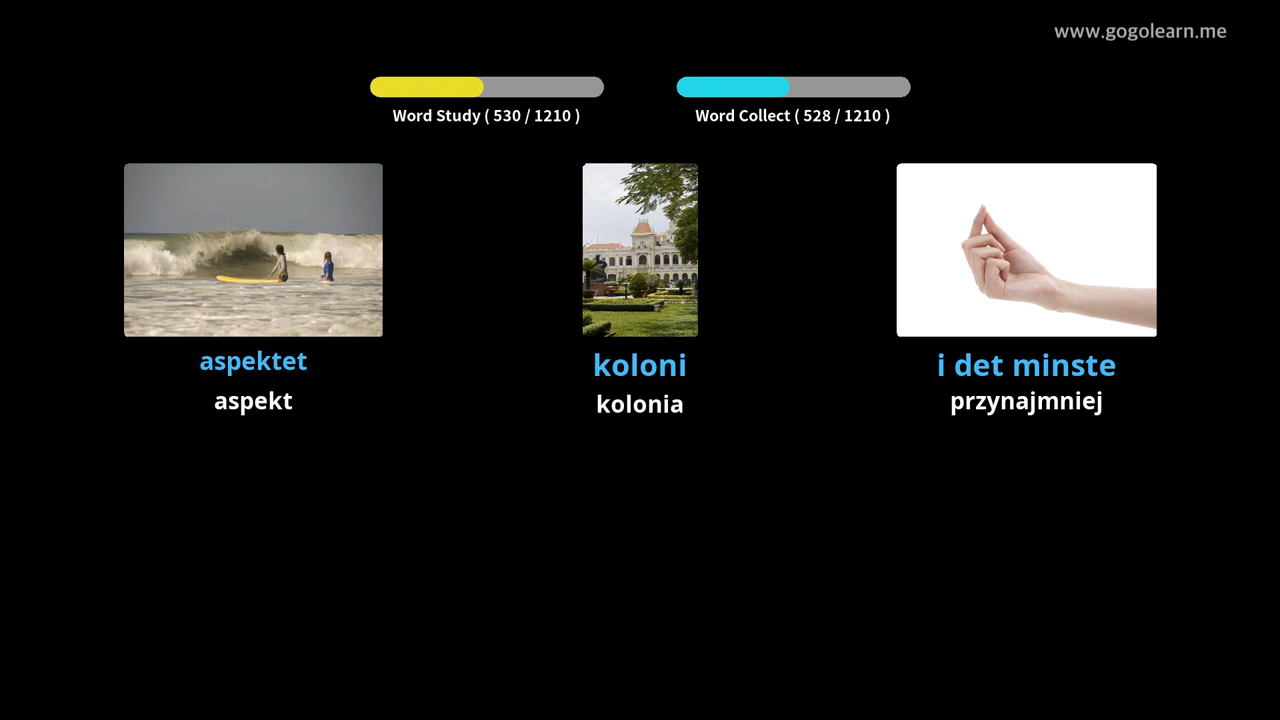 www.gogolearn.me
Word Study ( 530 / 1210 )
Word Collect ( 528 / 1210 )
aspektet
aspekt
koloni
kolonia
i det minste
przynajmniej